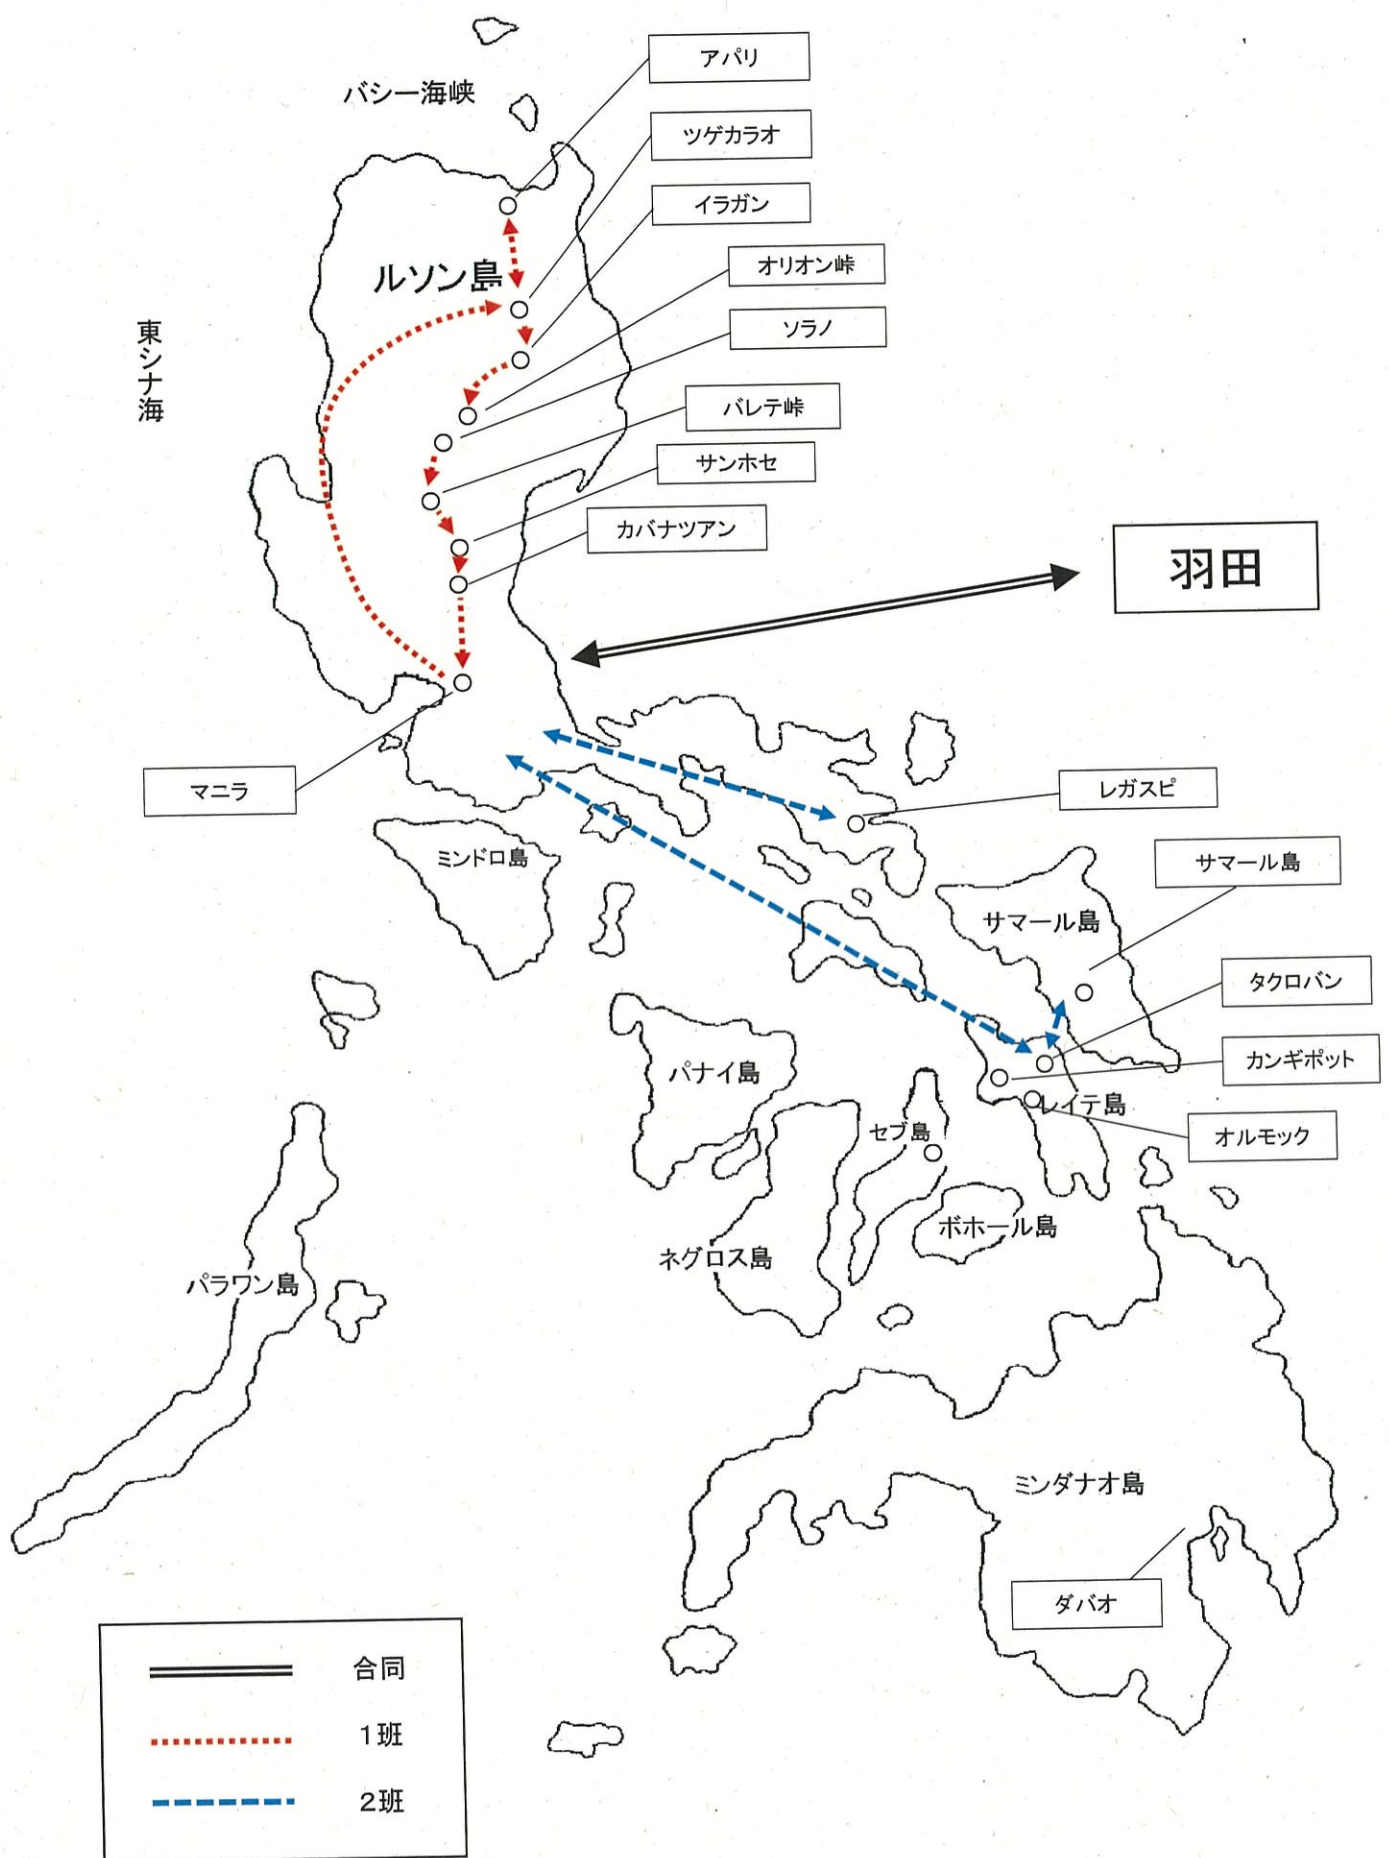 アパリ
バシー海峡
ツゲカラオ
イラガン
オリオン峠
ルソン島
ソラノ
東シナ海
バレテ峠
サンホセ
カバナツアン
羽田
マニラ
レガスピ
ミンドロ島
サマール島
サマール島
タクロバン
カンギポット
パナイ島
レイテ島
セブ島
オルモック
ボホール島
ネグロス島
パラワン島
ミンダナオ島
ダバオ
合同
1班
2班